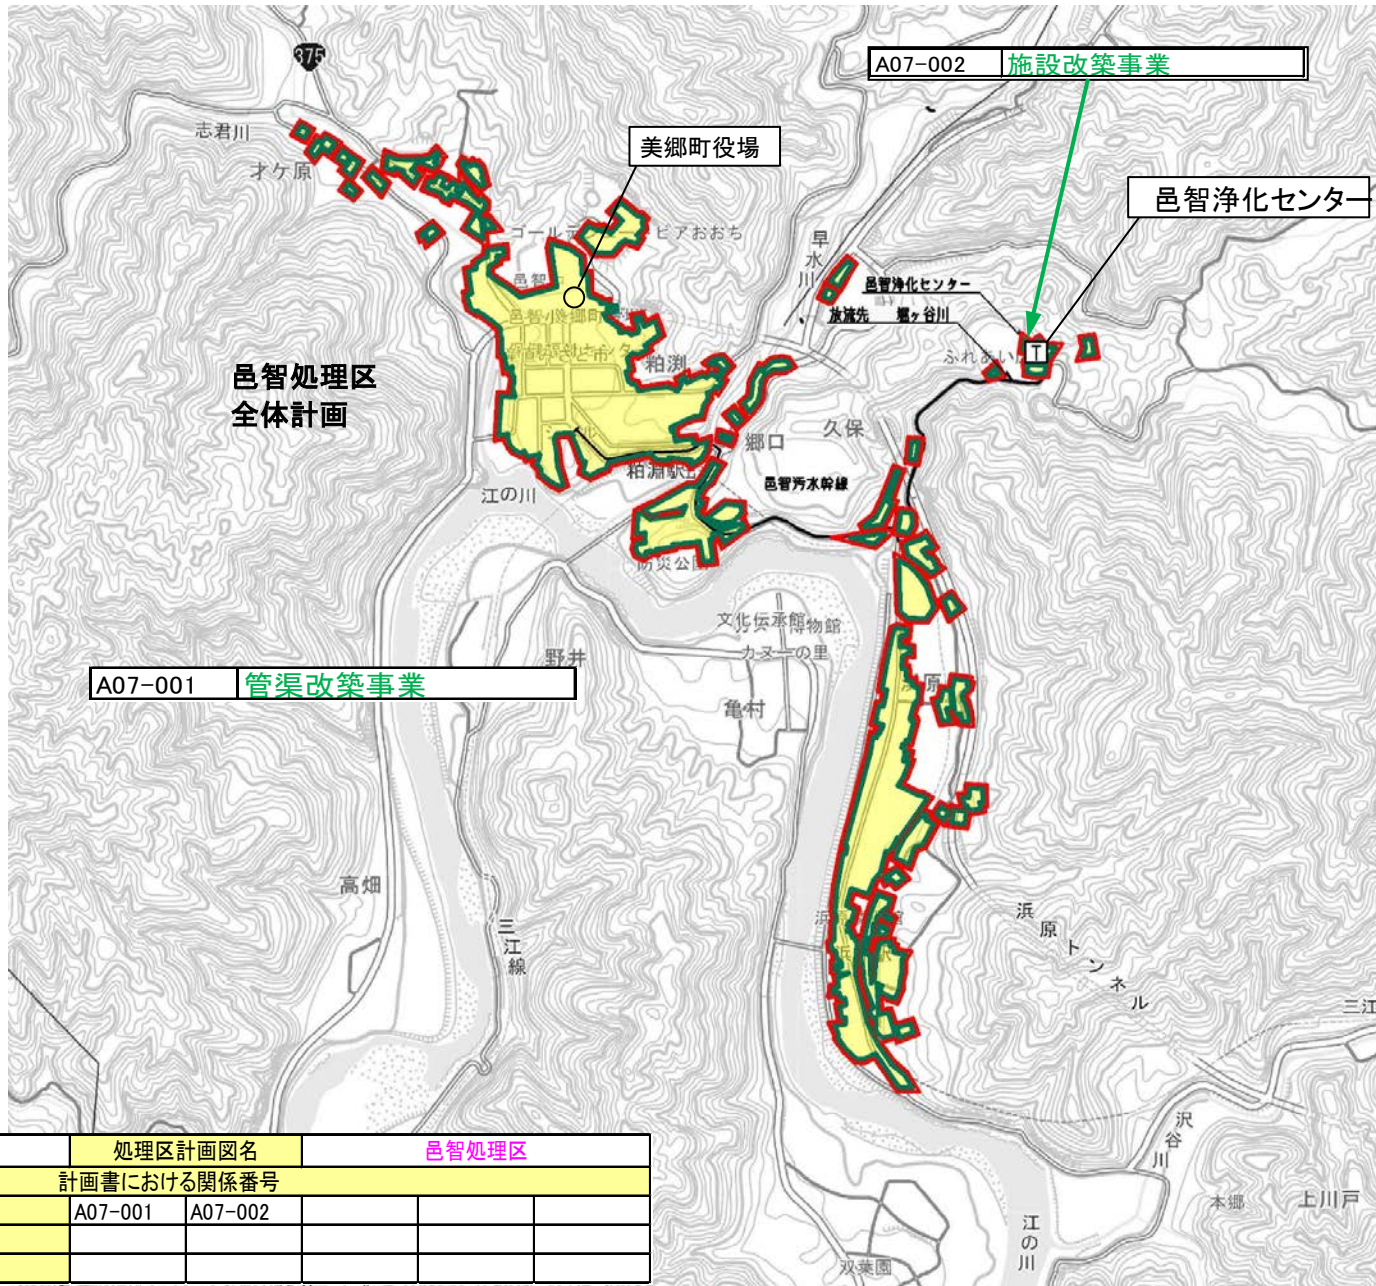 375
A07-002 施設改築事業
志君川
才ケ原
美郷町役場
邑智浄化センター
早水川
邑智浄化センター
放流先 堀ヶ谷川
ふれあい
T
粕渕
邑智処理区
全体計画
郷口
久保
粕淵駅
邑智汚水幹線
江の川
防災公園
文化伝承館
博物館
カヌーの里
野井
A07-001 管渠改築事業
亀村
高畑
三江線
浜原トンネル
三江
沢谷川
本郷
上川戸
江の川
双葉園
処理区計画図名 邑智処理区
計画書における関係番号
A07-001 A07-002